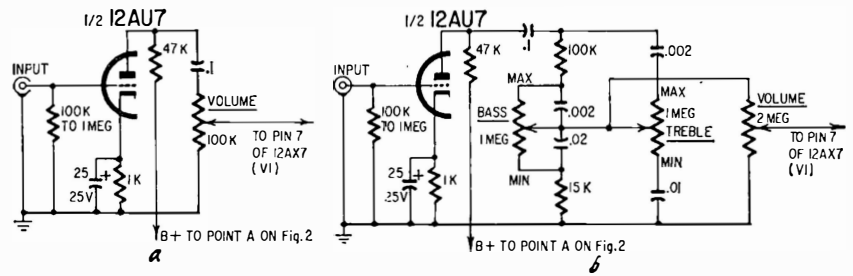 1/2 12AU7
47K
.1
INPUT
100K
TO 1MEG
VOLUME
100K
TO PIN 7
OF 12AX7
(V1)
25
+
25V
1K
B+ TO POINT A ON Fig.2
a
1/2 12AU7
47K
.1
100K
.002
INPUT
MAX
MAX
100K
TO 1MEG
BASS
1MEG
.002
.02
1MEG
TREBLE
VOLUME
2 MEG
TO PIN 7
OF 12AX7
(V1)
MIN
MIN
25
+
25V
1K
15K
.01
B+ TO POINT A ON Fig.2
b